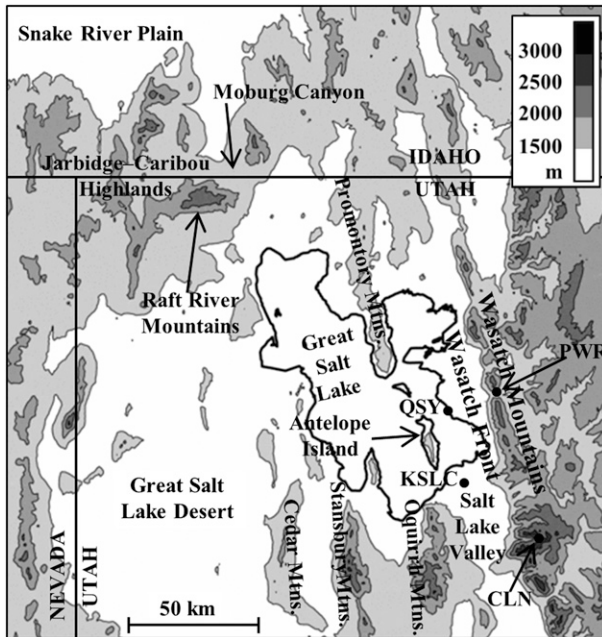 Snake River Plain
3000
2500
2000
1500
m
Moburg Canyon
Jarbidge–Caribou
Highlands
IDAHO
UTAH
Raft River
Mountains
Promontory Mtns.
Great
Salt
Lake
Wasatch Mountains
Wasatch Front
PWR
QSY
Antelope
Island
KSLC
Salt
Lake
Valley
Great Salt
Lake Desert
Cedar Mtns.
Stansbury Mtns.
Oquirrh Mtns.
CLN
NEVADA
UTAH
50 km